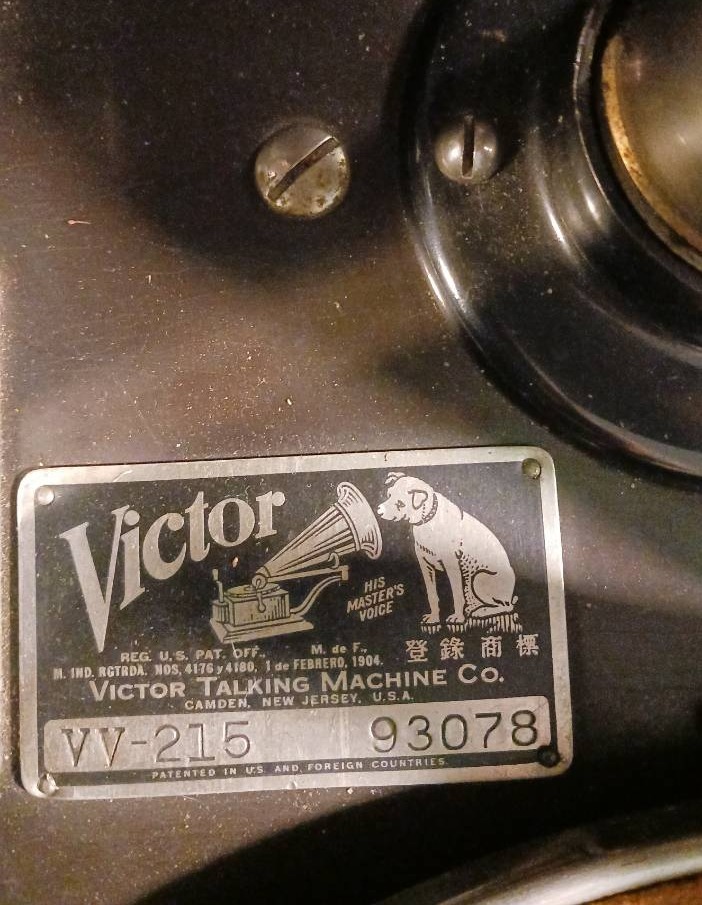 Victor
HIS
MASTER'S
VOICE
REG. U.S. PAT. OFF., M. de F.,
M. IND. RGTRDA. NOS. 4176 y 4180, 1 de FEBRERO, 1904.
登錄商標
VICTOR TALKING MACHINE CO.
CAMDEN, NEW JERSEY, U.S.A.
VV-215 93078
PATENTED IN U.S. AND FOREIGN COUNTRIES.